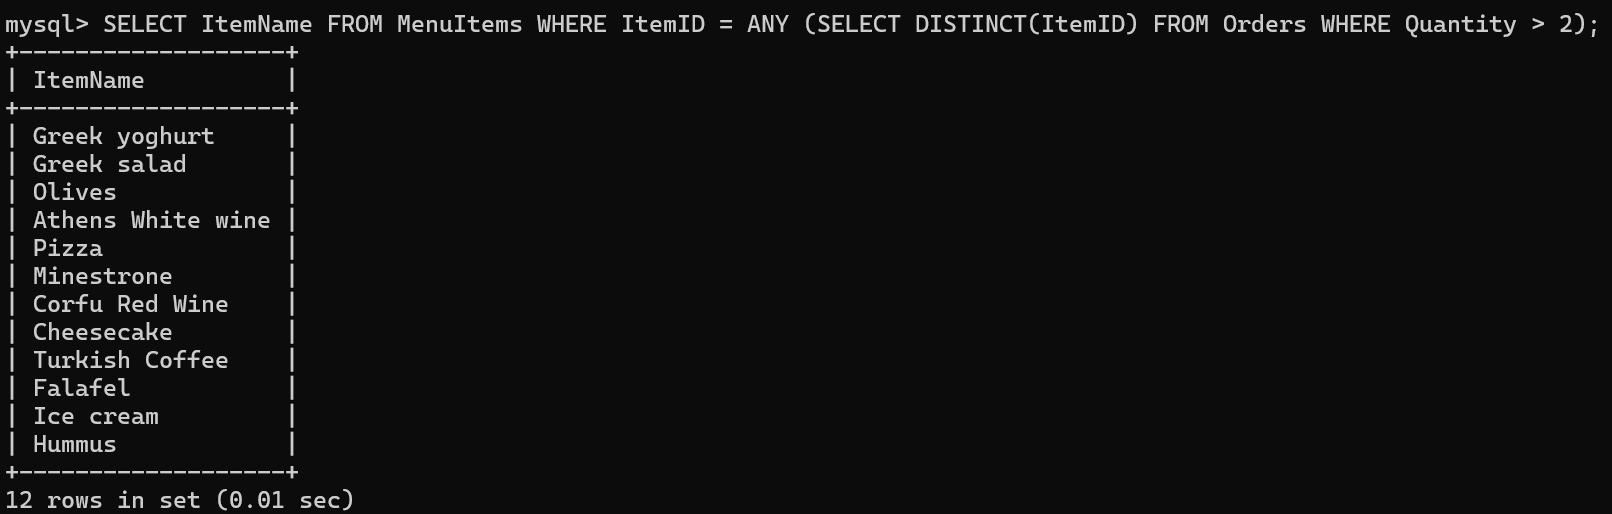 mysql> SELECT ItemName FROM MenuItems WHERE ItemID = ANY (SELECT DISTINCT(ItemID) FROM Orders WHERE Quantity > 2);
+------------------+
| ItemName         |
+------------------+
| Greek yoghurt    |
| Greek salad      |
| Olives           |
| Athens White wine |
| Pizza            |
| Minestrone       |
| Corfu Red Wine   |
| Cheesecake       |
| Turkish Coffee   |
| Falafel          |
| Ice cream        |
| Hummus           |
+------------------+
12 rows in set (0.01 sec)